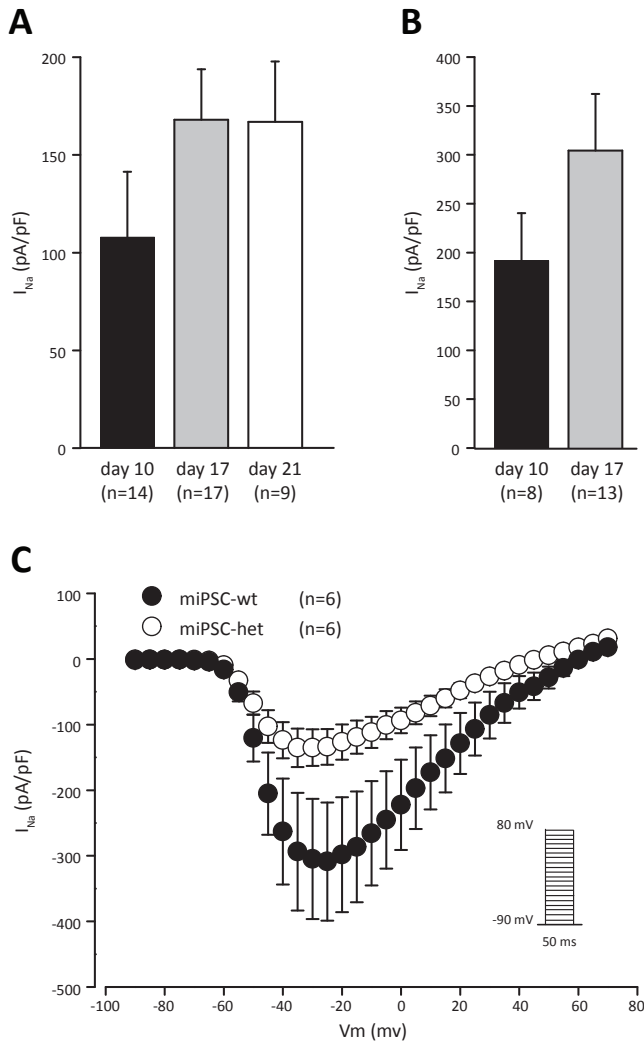 A
I_Na (pA/pF)
200
150
100
50
0
day 10 day 17 day 21
(n=14) (n=17) (n=9)
B
I_Na (pA/pF)
400
350
300
250
200
150
100
50
0
day 10 day 17
(n=8) (n=13)
C
miPSC-wt (n=6)
miPSC-het (n=6)
I_Na (pA/pF)
100
0
-100
-200
-300
-400
-500
80 mV
-90 mV
50 ms
-100 -80 -60 -40 -20 0 20 40 60 80
Vm (mv)